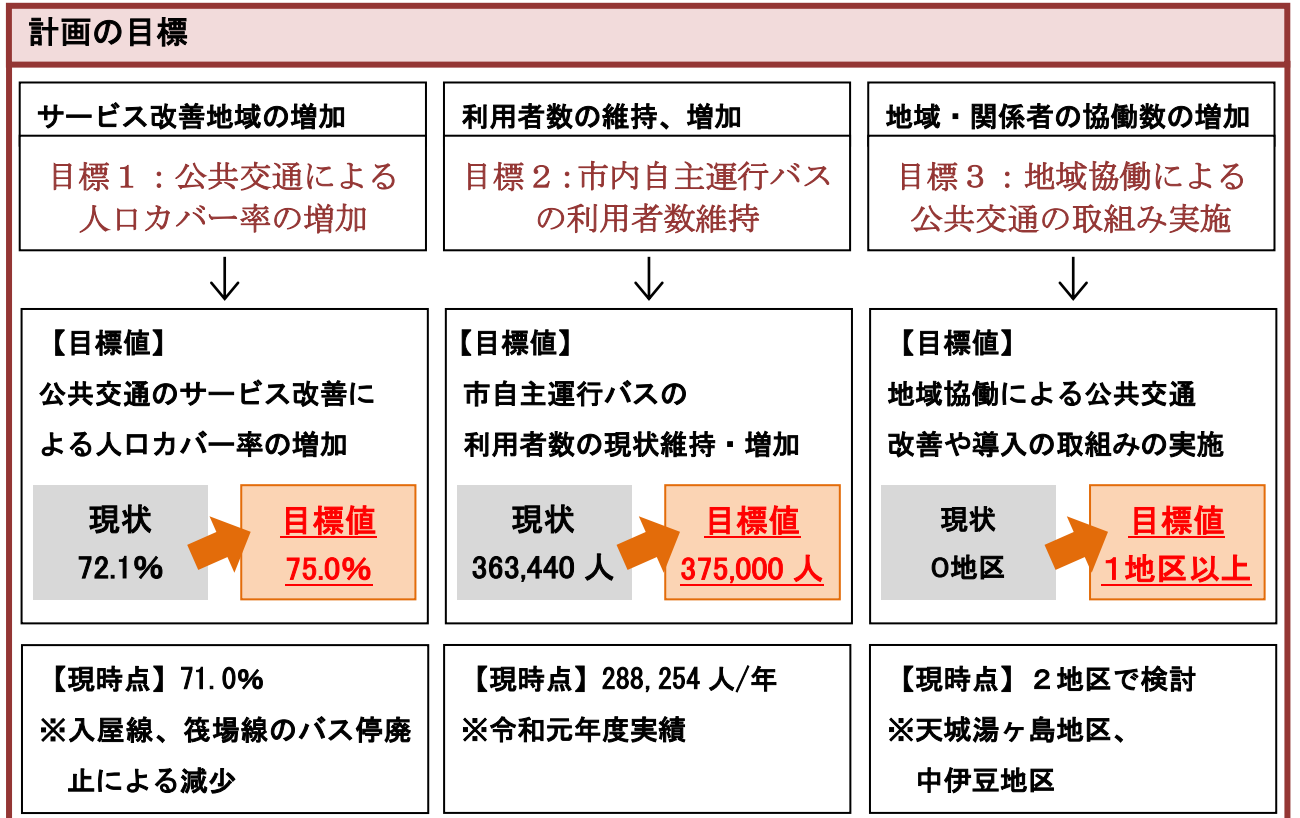 計画の目標
サービス改善地域の増加
目標１：公共交通による
人口カバー率の増加
【目標値】
公共交通のサービス改善に
よる人口カバー率の増加
現状
72.1%
目標値
75.0%
【現時点】71.0%
※入屋線、筏場線のバス停廃
止による減少
利用者数の維持、増加
目標２：市内自主運行バス
の利用者数維持
【目標値】
市自主運行バスの
利用者数の現状維持・増加
現状
363,440 人
目標値
375,000 人
【現時点】288,254 人/年
※令和元年度実績
地域・関係者の協働数の増加
目標３：地域協働による
公共交通の取組み実施
【目標値】
地域協働による公共交通
改善や導入の取組みの実施
現状
0地区
目標値
１地区以上
【現時点】２地区で検討
※天城湯ヶ島地区、
中伊豆地区